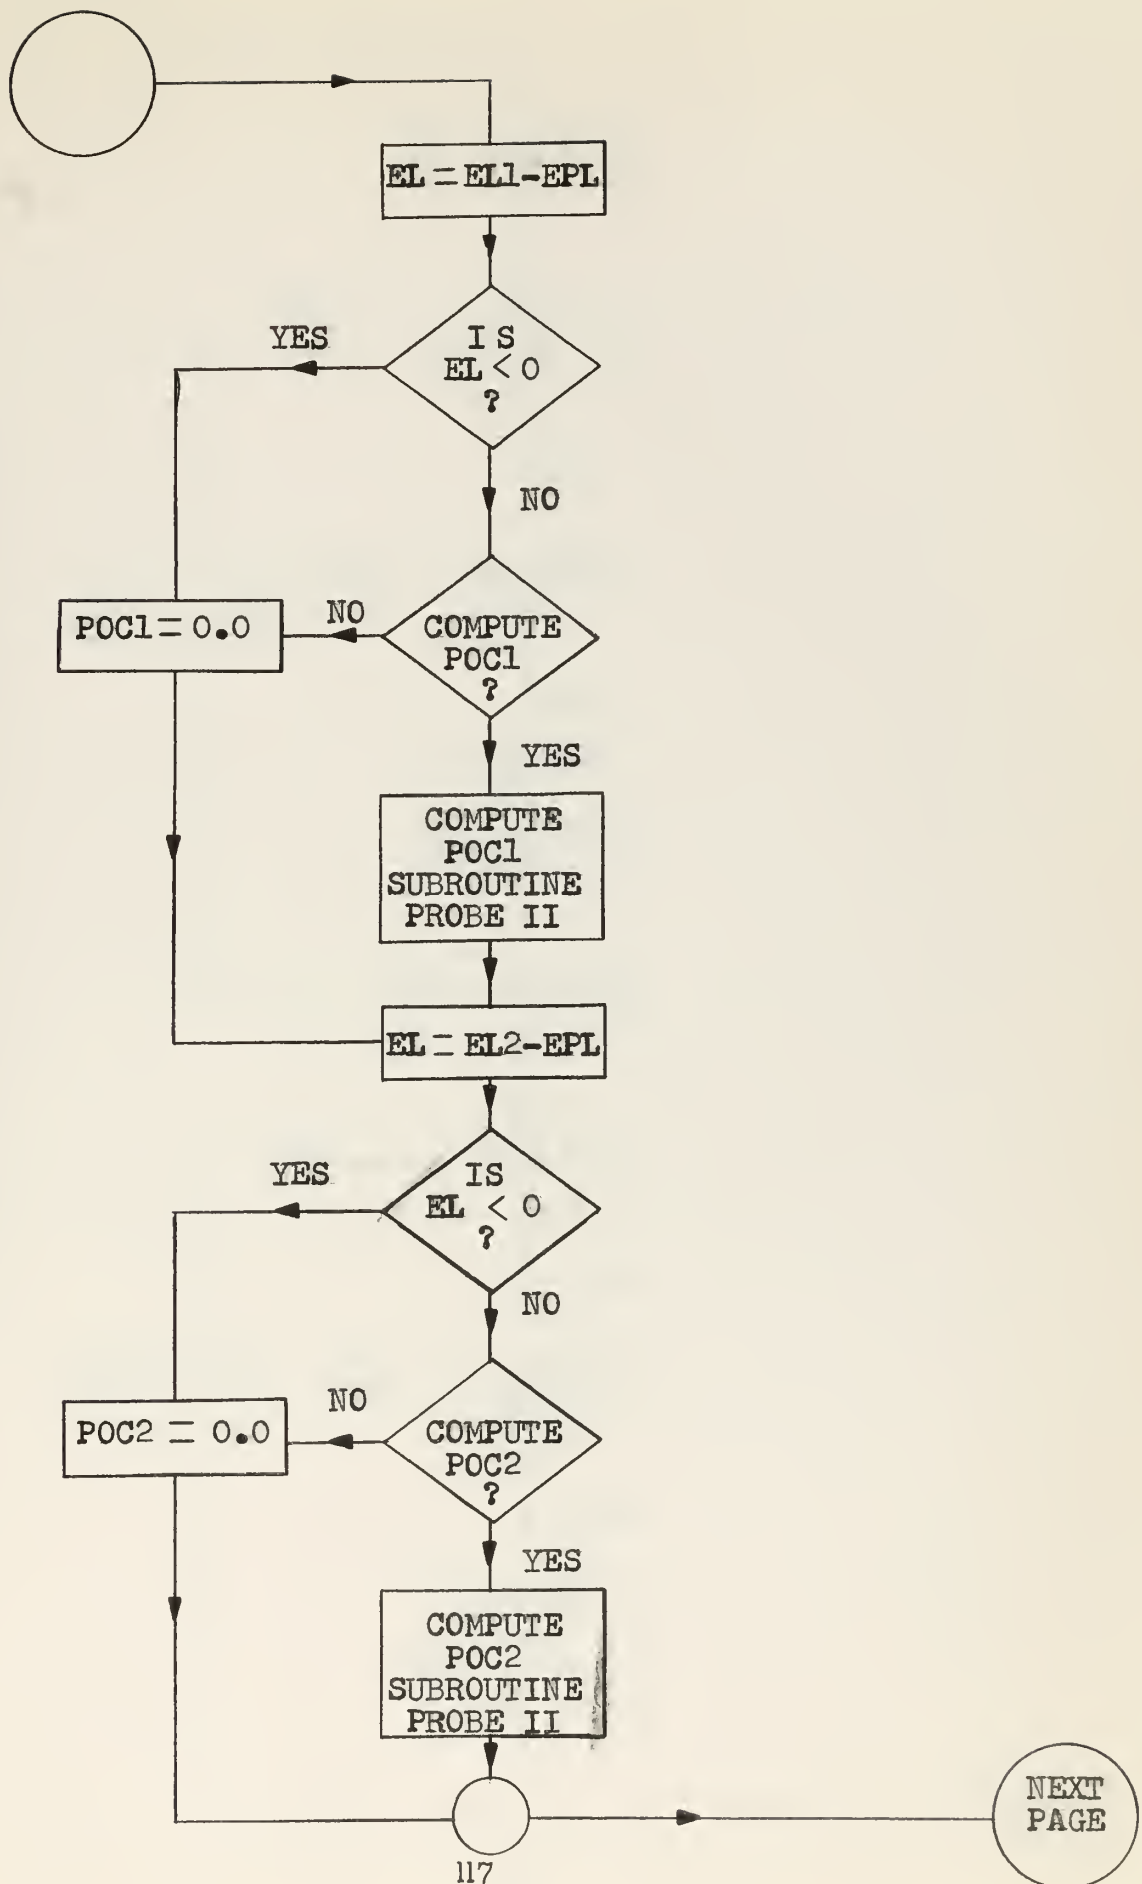 EL = EL1-EPL
IS
EL < 0
?
YES
NO
COMPUTE
POC1
?
NO
POC1 = 0.0
YES
COMPUTE
POC1
SUBROUTINE
PROBE II
EL = EL2-EPL
IS
EL < 0
?
YES
NO
COMPUTE
POC2
?
NO
POC2 = 0.0
YES
COMPUTE
POC2
SUBROUTINE
PROBE II
NEXT
PAGE
117